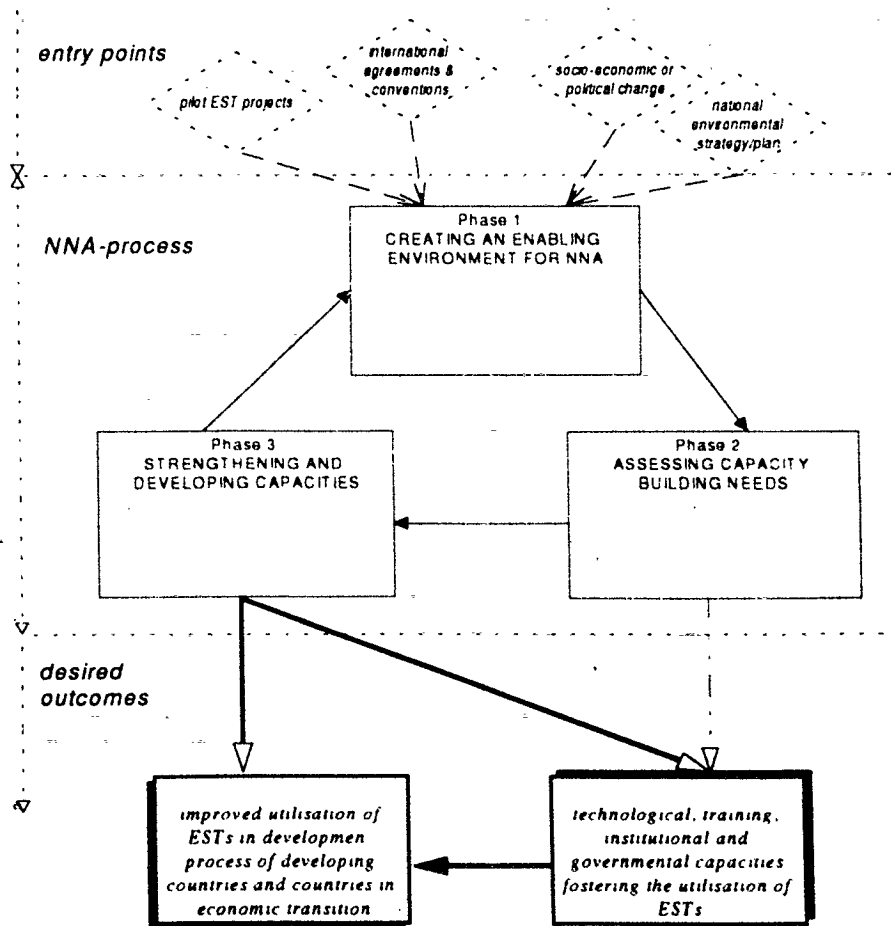 entry points
pilot EST projects
international
agreements &
conventions
socio-economic or
political change
national
environmental
strategy/plan
NNA-process
Phase 1
CREATING AN ENABLING
ENVIRONMENT FOR NNA
Phase 3
STRENGTHENING AND
DEVELOPING CAPACITIES
Phase 2
ASSESSING CAPACITY
BUILDING NEEDS
desired
outcomes
improved utilisation of
ESTs in developmen
process of developing
countries and countries in
economic transition
technological, training,
institutional and
governmental capacities
fostering the utilisation of
ESTs